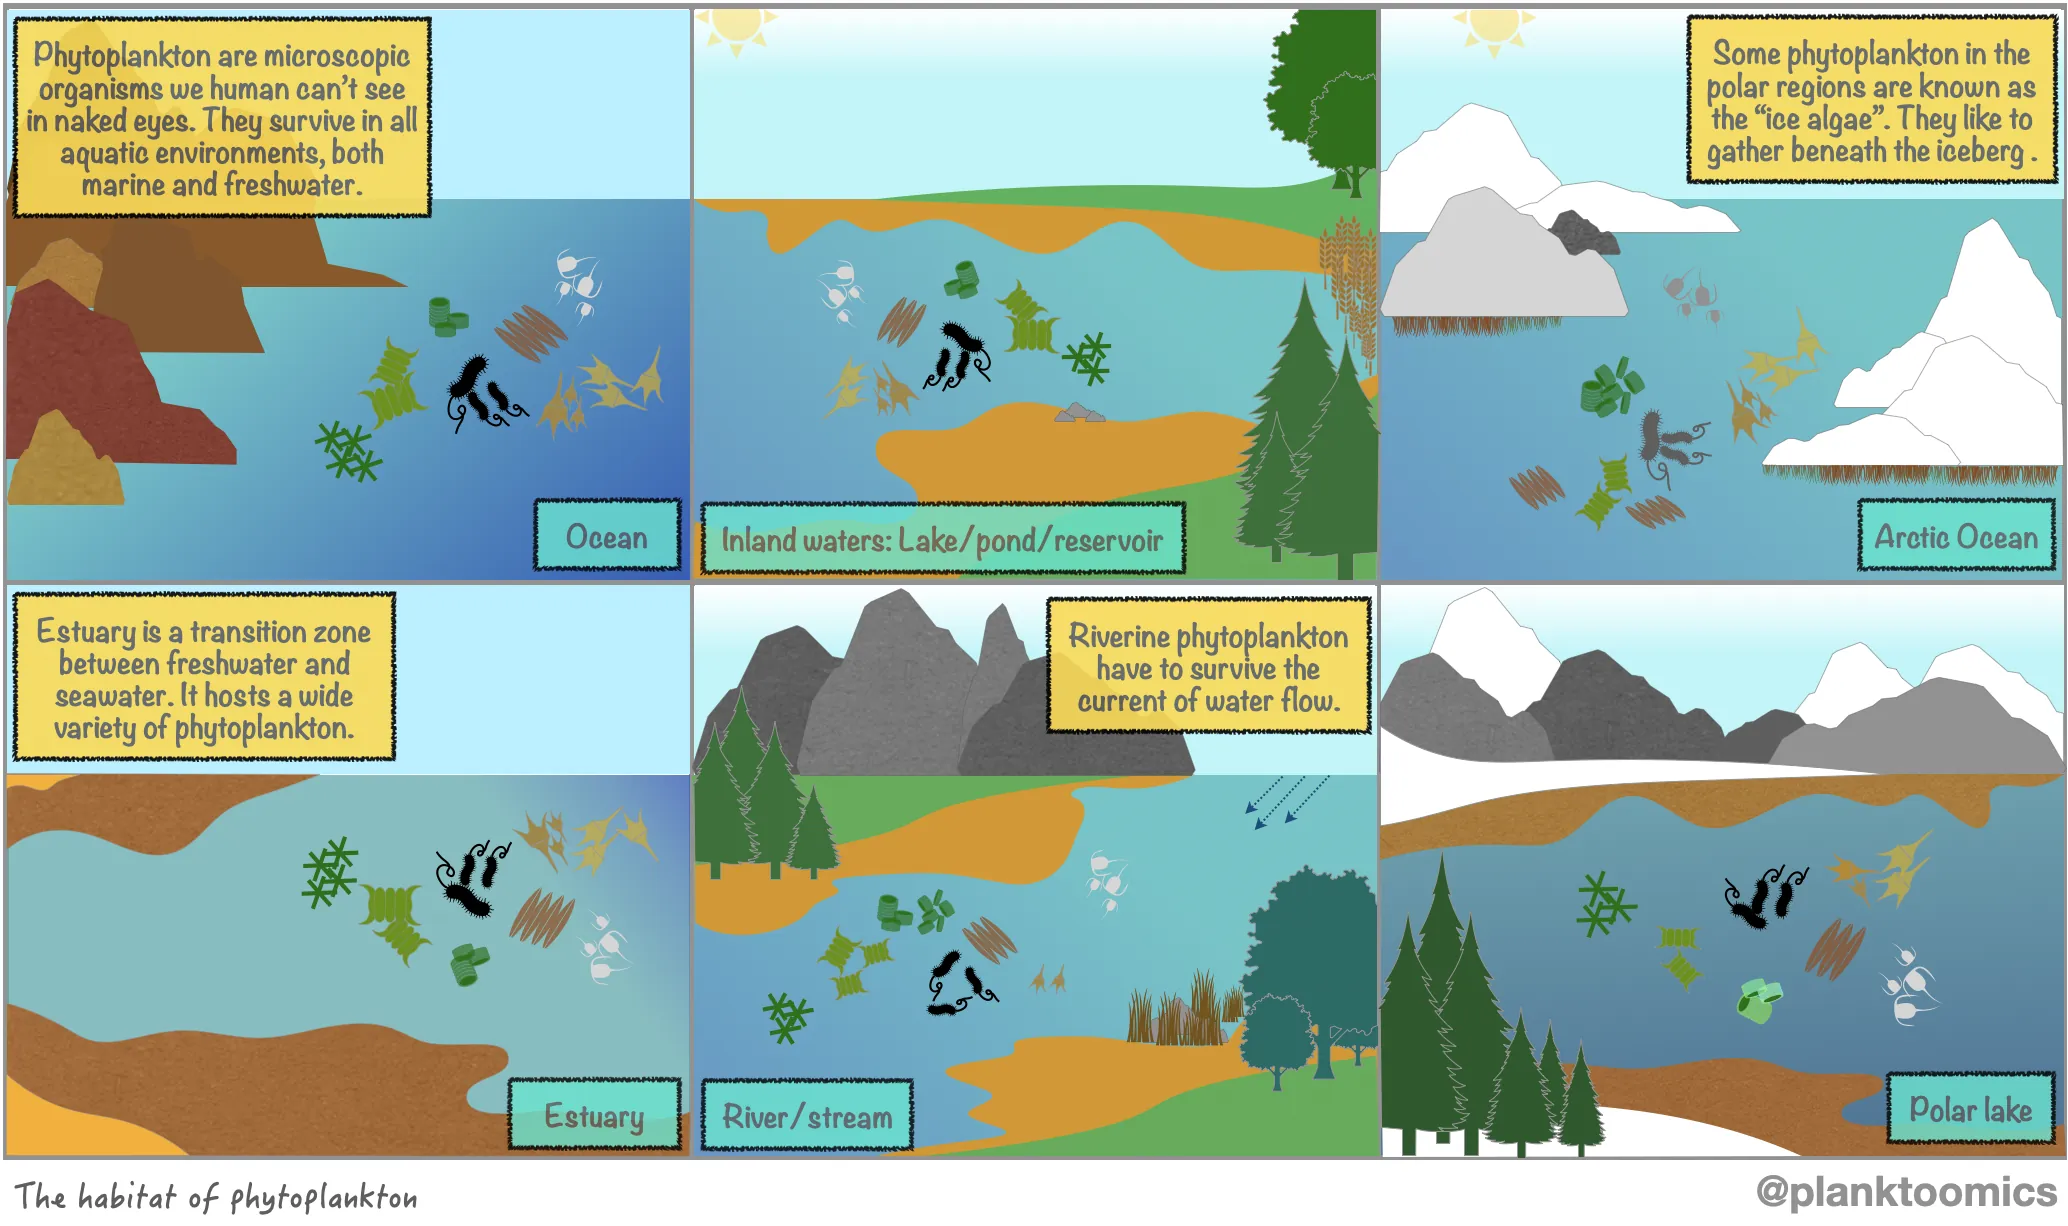 Phytoplankton are microscopic
organisms we human can't see
in naked eyes. They survive in all
aquatic environments, both
marine and freshwater.
Ocean
Inland waters: Lake/pond/reservoir
Some phytoplankton in the
polar regions are known as
the “ice algae”. They like to
gather beneath the iceberg .
Arctic Ocean
Estuary is a transition zone
between freshwater and
seawater. It hosts a wide
variety of phytoplankton.
Estuary
Riverine phytoplankton
have to survive the
current of water flow.
River/stream
Polar lake
The habitat of phytoplankton
@planktoomics